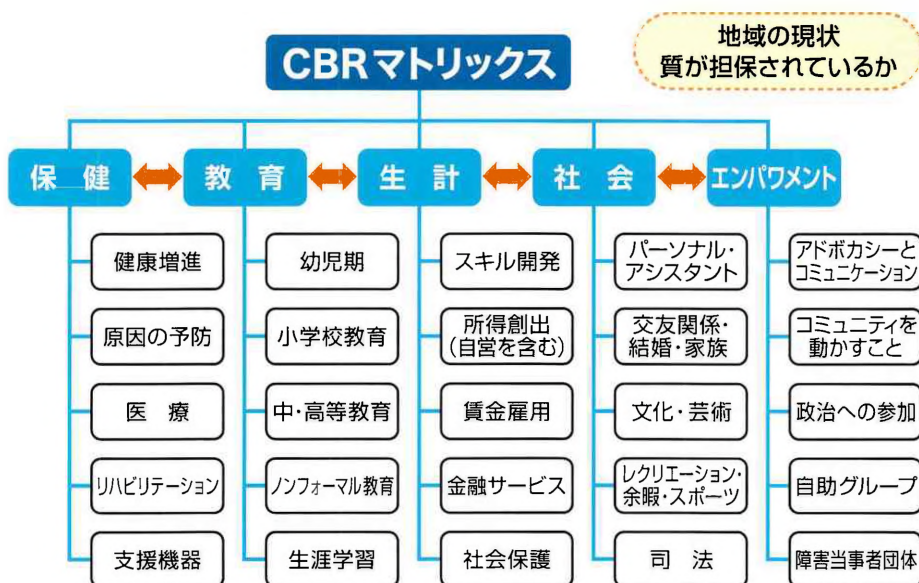 CBRマトリックス
地域の現状
質が担保されているか
保 健
教 育
生 計
社 会
エンパワメント
健康増進
原因の予防
医 療
リハビリテーション
支援機器
幼児期
小学校教育
中・高等教育
ノンフォーマル教育
生涯学習
スキル開発
所得創出
(自営を含む)
賃金雇用
金融サービス
社会保護
パーソナル・
アシスタント
交友関係・
結婚・家族
文化・芸術
レクリエーション・
余暇・スポーツ
司 法
アドボカシーと
コミュニケーション
コミュニティを
動かすこと
政治への参加
自助グループ
障害当事者団体